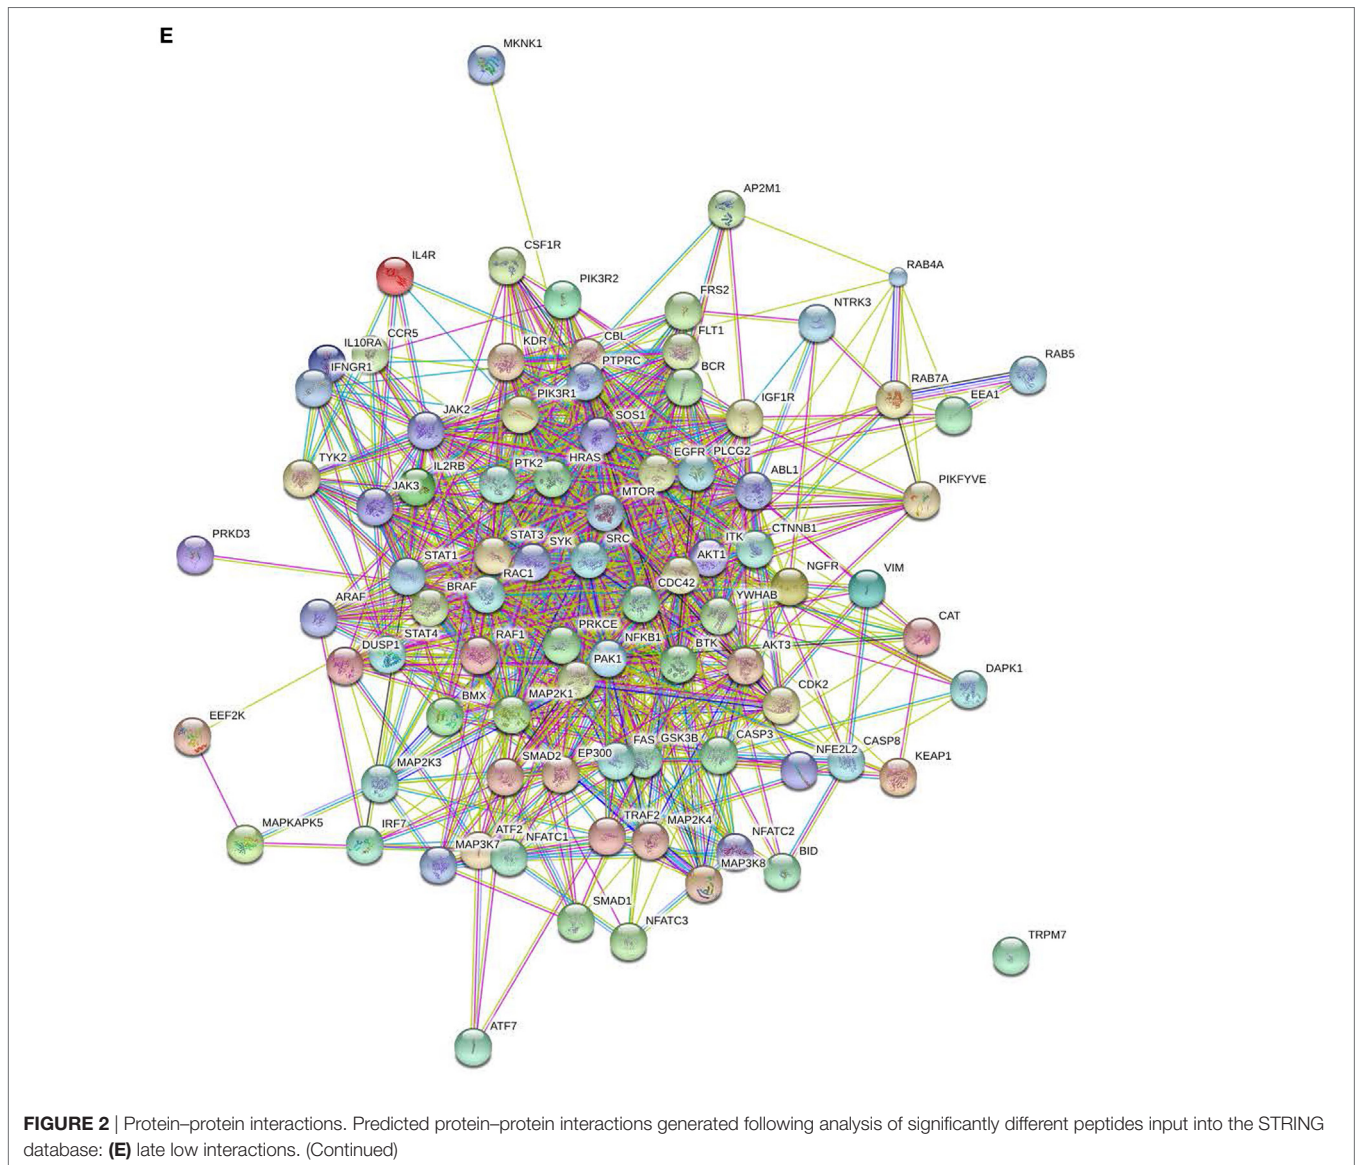 E
MKNK1
AP2M1
CSF1R
IL4R
RAB4A
PIK3R2
FRS2
NTRK3
FLT1
CCR5
CBL
KDR
IL10RA
RAB5
PTPRC
BCR
IFNGR1
RAB7A
PIK3R1
IGF1R
EEA1
JAK2
SOS1
EGFR
PLCG2
TYK2
HRAS
IL2RB
PTK2
ABL1
PIKFYVE
JAK3
MTOR
CTNNB1
PRKD3
STAT3
ITK
SRC
SYK
STAT1
AKT1
NGFR
VIM
RAC1
CDC42
BRAF
YWHAB
ARAF
CAT
PRKCE
STAT4
RAF1
NFKB1
DUSP1
BTK
AKT3
PAK1
DAPK1
CDK2
BMX
MAP2K1
EEF2K
CASP3
FAS
GSK3B
CASP8
NFE2L2
EP300
SMAD2
KEAP1
MAP2K3
TRAF2
MAP2K4
MAPKAPK5
IRF7
ATF2
NFATC2
NFATC1
MAP3K7
BID
MAP3K8
SMAD1
NFATC3
TRPM7
ATF7
FIGURE 2 | Protein–protein interactions. Predicted protein–protein interactions generated following analysis of significantly different peptides input into the STRING
database: (E) late low interactions. (Continued)